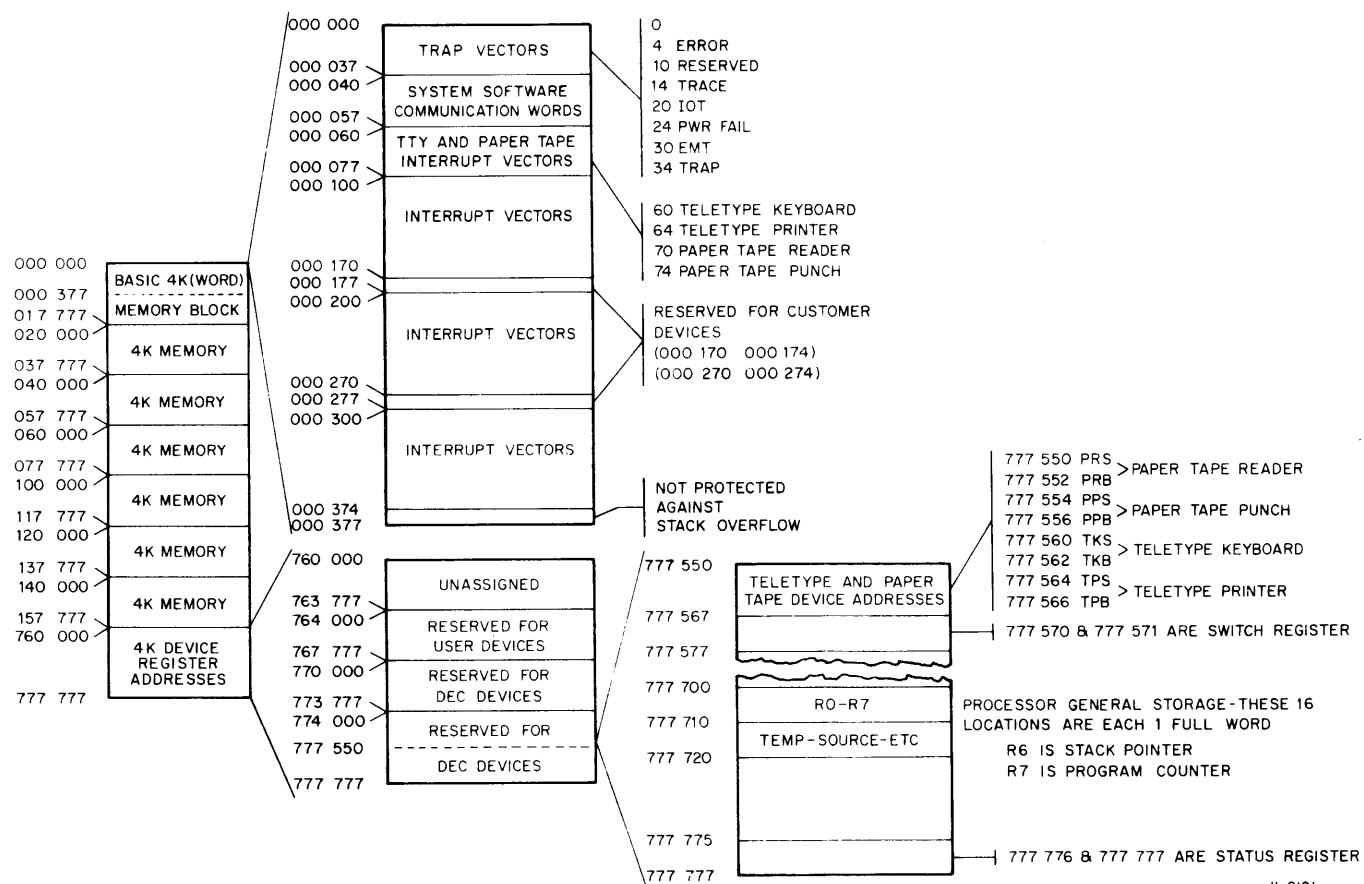 000 000
000 377
017 777
020 000
037 777
040 000
057 777
060 000
077 777
100 000
117 777
120 000
137 777
140 000
157 777
760 000
777 777
BASIC 4K(WORD)
MEMORY BLOCK
4K MEMORY
4K MEMORY
4K MEMORY
4K MEMORY
4K MEMORY
4K MEMORY
4K DEVICE
REGISTER
ADDRESSES
000 000
000 037
000 040
000 057
000 060
000 077
000 100
000 170
000 177
000 200
000 270
000 277
000 300
000 374
000 377
TRAP VECTORS
SYSTEM SOFTWARE
COMMUNICATION WORDS
TTY AND PAPER TAPE
INTERRUPT VECTORS
INTERRUPT VECTORS
INTERRUPT VECTORS
INTERRUPT VECTORS
0
4 ERROR
10 RESERVED
14 TRACE
20 IOT
24 PWR FAIL
30 EMT
34 TRAP
60 TELETYPE KEYBOARD
64 TELETYPE PRINTER
70 PAPER TAPE READER
74 PAPER TAPE PUNCH
RESERVED FOR CUSTOMER
DEVICES
(000 170 000 174)
(000 270 000 274)
NOT PROTECTED
AGAINST
STACK OVERFLOW
760 000
763 777
764 000
767 777
770 000
773 777
774 000
777 550
777 777
UNASSIGNED
RESERVED FOR
USER DEVICES
RESERVED FOR
DEC DEVICES
RESERVED FOR
DEC DEVICES
777 550
777 567
777 577
777 700
777 710
777 720
777 775
777 777
TELETYPE AND PAPER
TAPE DEVICE ADDRESSES
R0-R7
TEMP-SOURCE-ETC
777 550 PRS
777 552 PRB
PAPER TAPE READER
777 554 PPS
777 556 PPB
PAPER TAPE PUNCH
777 560 TKS
777 562 TKB
TELETYPE KEYBOARD
777 564 TPS
777 566 TPB
TELETYPE PRINTER
777 570 & 777 571 ARE SWITCH REGISTER
PROCESSOR GENERAL STORAGE-THESE 16
LOCATIONS ARE EACH 1 FULL WORD
R6 IS STACK POINTER
R7 IS PROGRAM COUNTER
777 776 & 777 777 ARE STATUS REGISTER